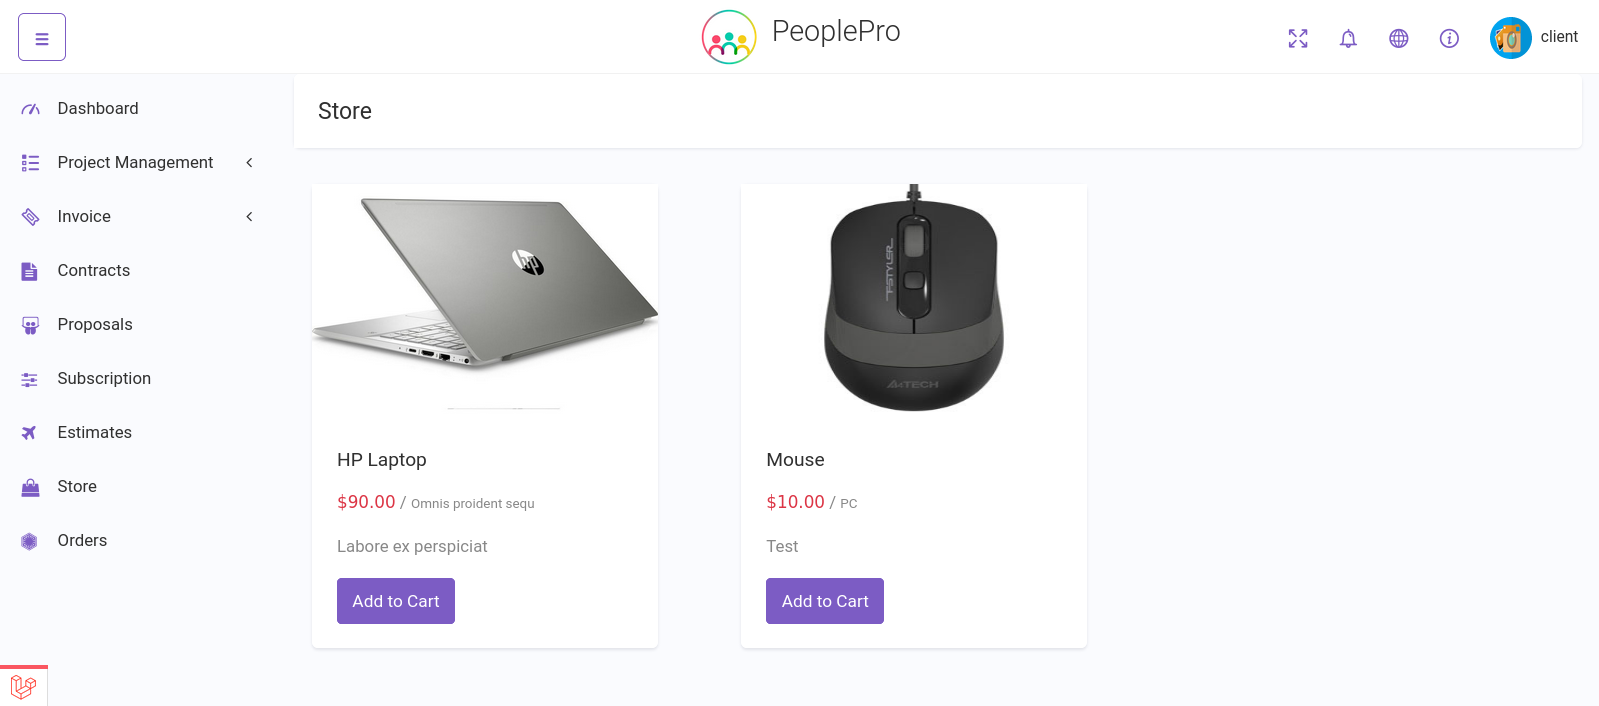 PeoplePro
client
Dashboard
Project Management
Invoice
Contracts
Proposals
Subscription
Estimates
Store
Orders
Store
hp
HP Laptop
$90.00 / Omnis proident sequ
Labore ex perspiciat
Add to Cart
FSTYLER
A4TECH
Mouse
$10.00 / PC
Test
Add to Cart